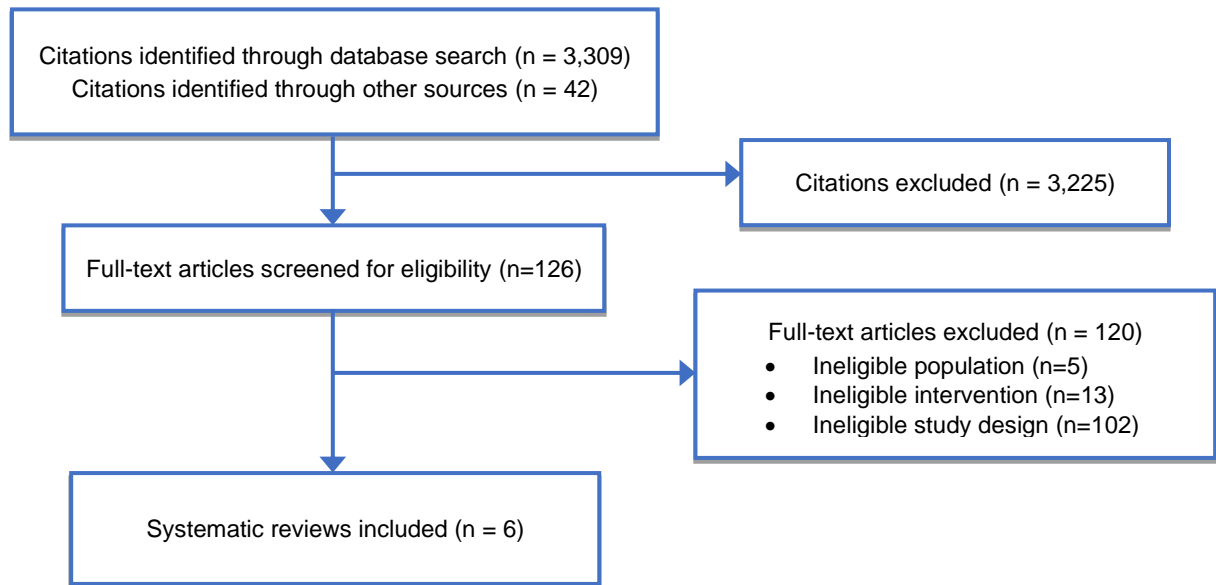 Citations identified through database search (n = 3,309)
Citations identified through other sources (n = 42)
Citations excluded (n = 3,225)
Full-text articles screened for eligibility (n=126)
Full-text articles excluded (n = 120)
• Ineligible population (n=5)
• Ineligible intervention (n=13)
• Ineligible study design (n=102)
Systematic reviews included (n = 6)